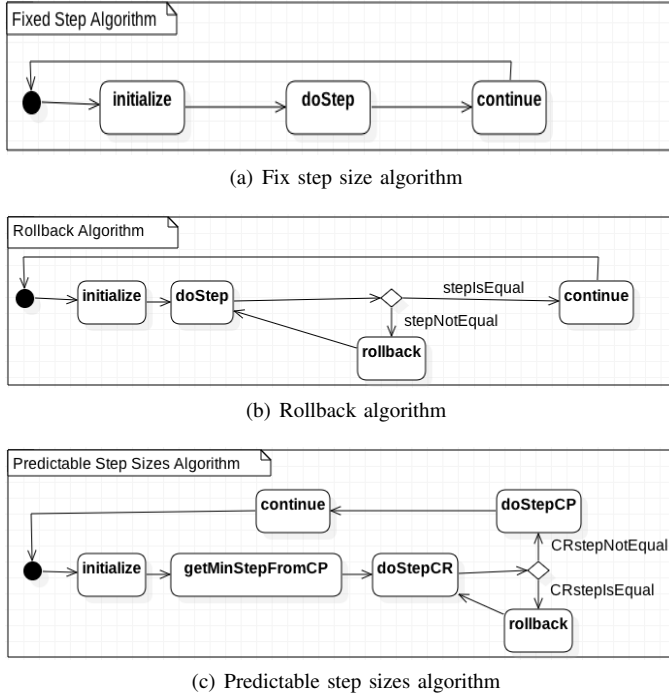 Fixed Step Algorithm
initialize
doStep
continue
(a) Fix step size algorithm
Rollback Algorithm
stepIsEqual
initialize
doStep
continue
stepNotEqual
rollback
(b) Rollback algorithm
Predictable Step Sizes Algorithm
continue
doStepCP
CRstepNotEqual
initialize
getMinStepFromCP
doStepCR
CRstepIsEqual
rollback
(c) Predictable step sizes algorithm